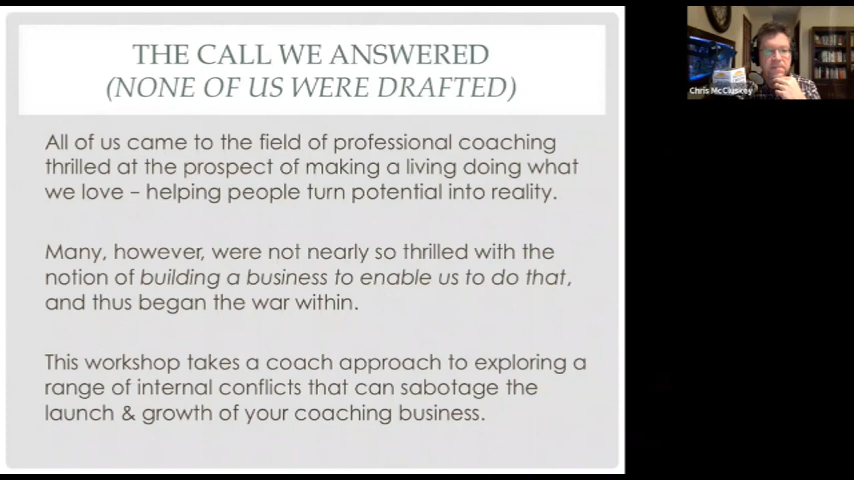 THE CALL WE ANSWERED
(NONE OF US WERE DRAFTED)
All of us came to the field of professional coaching
thrilled at the prospect of making a living doing what
we love – helping people turn potential into reality.
Many, however, were not nearly so thrilled with the
notion of building a business to enable us to do that,
and thus began the war within.
This workshop takes a coach approach to exploring a
range of internal conflicts that can sabotage the
launch & growth of your coaching business.
Chris McCluskey